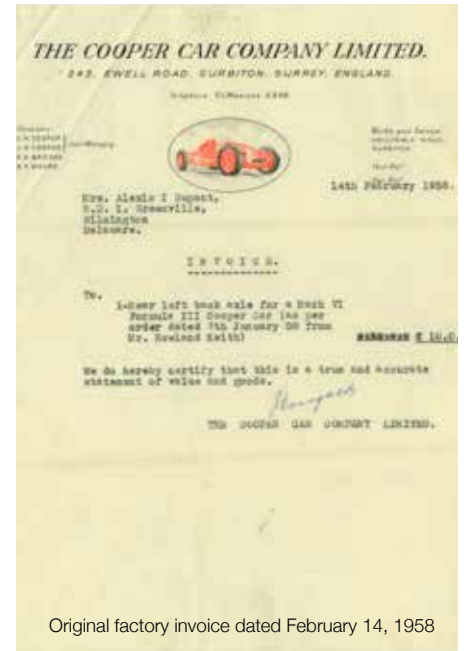 THE COOPER CAR COMPANY LIMITED.
243, EWELL ROAD, SURBITON, SURREY, ENGLAND.
14th February 1958.
Mrs. Alexis I Dupont,
R.D. 1. Greenville,
Wilmington
Delaware.
INVOICE.
To.
1-Rear left back axle for a Mark VI
Formula III Cooper Car (as per
order dated 7th January 58 from
Mr. Rowland Keith)
We do hereby certify that this is a true and accurate
statement of value and goods.
THE COOPER CAR COMPANY LIMITED.
Original factory invoice dated February 14, 1958